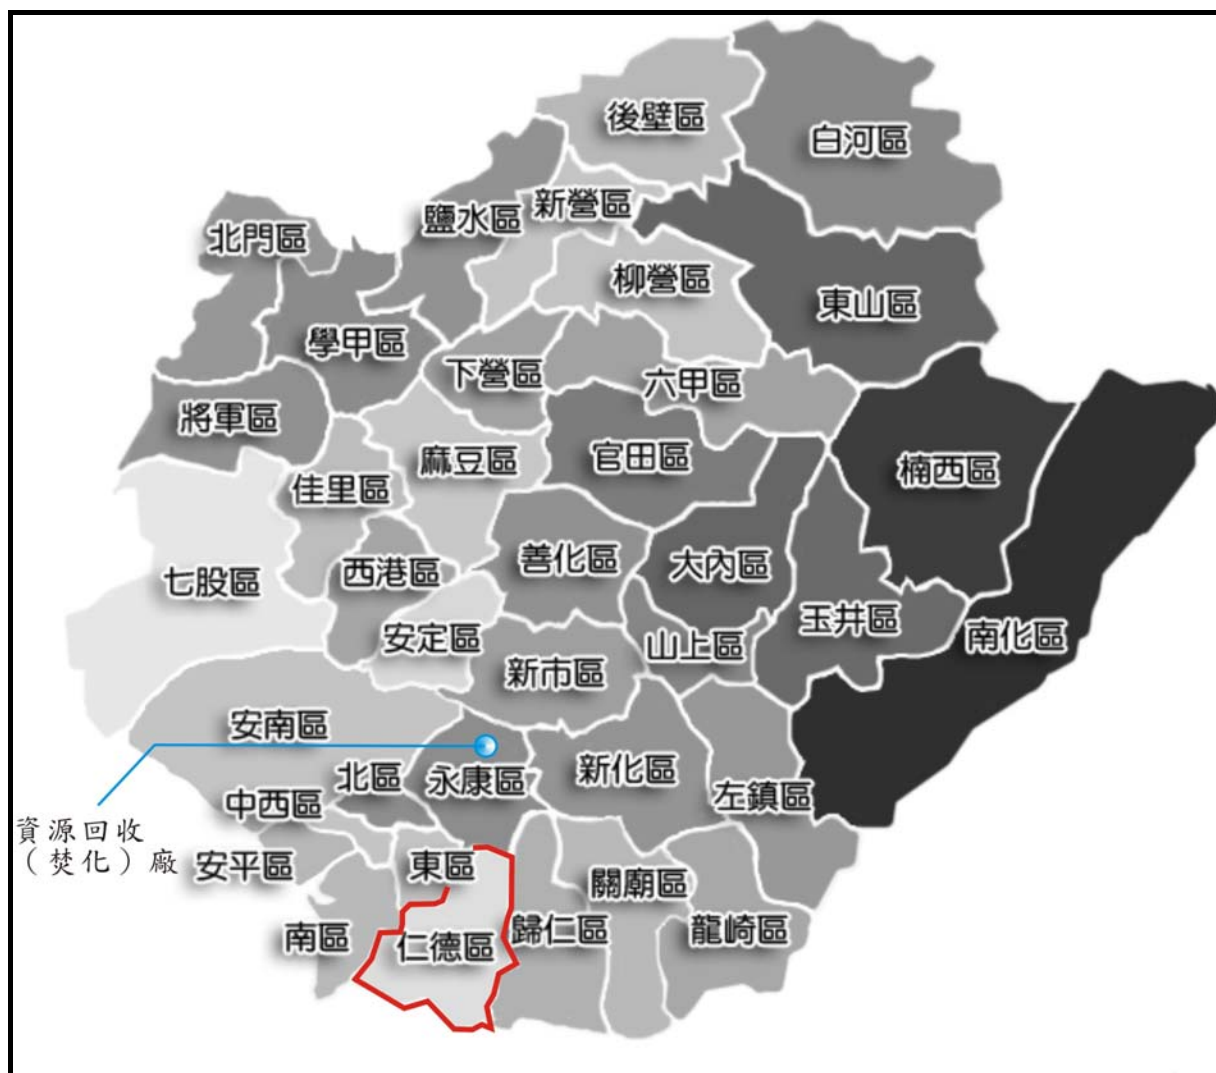 後壁區
白河區
新營區
鹽水區
北門區
柳營區
東山區
學甲區
下營區
六甲區
將軍區
麻豆區
官田區
楠西區
佳里區
善化區
大內區
西港區
七股區
玉井區
安定區
山上區
南化區
新市區
安南區
新化區
北區
永康區
左鎮區
中西區
資源回收
（焚化）廠
安平區
東區
關廟區
南區
仁德區
歸仁區
龍崎區